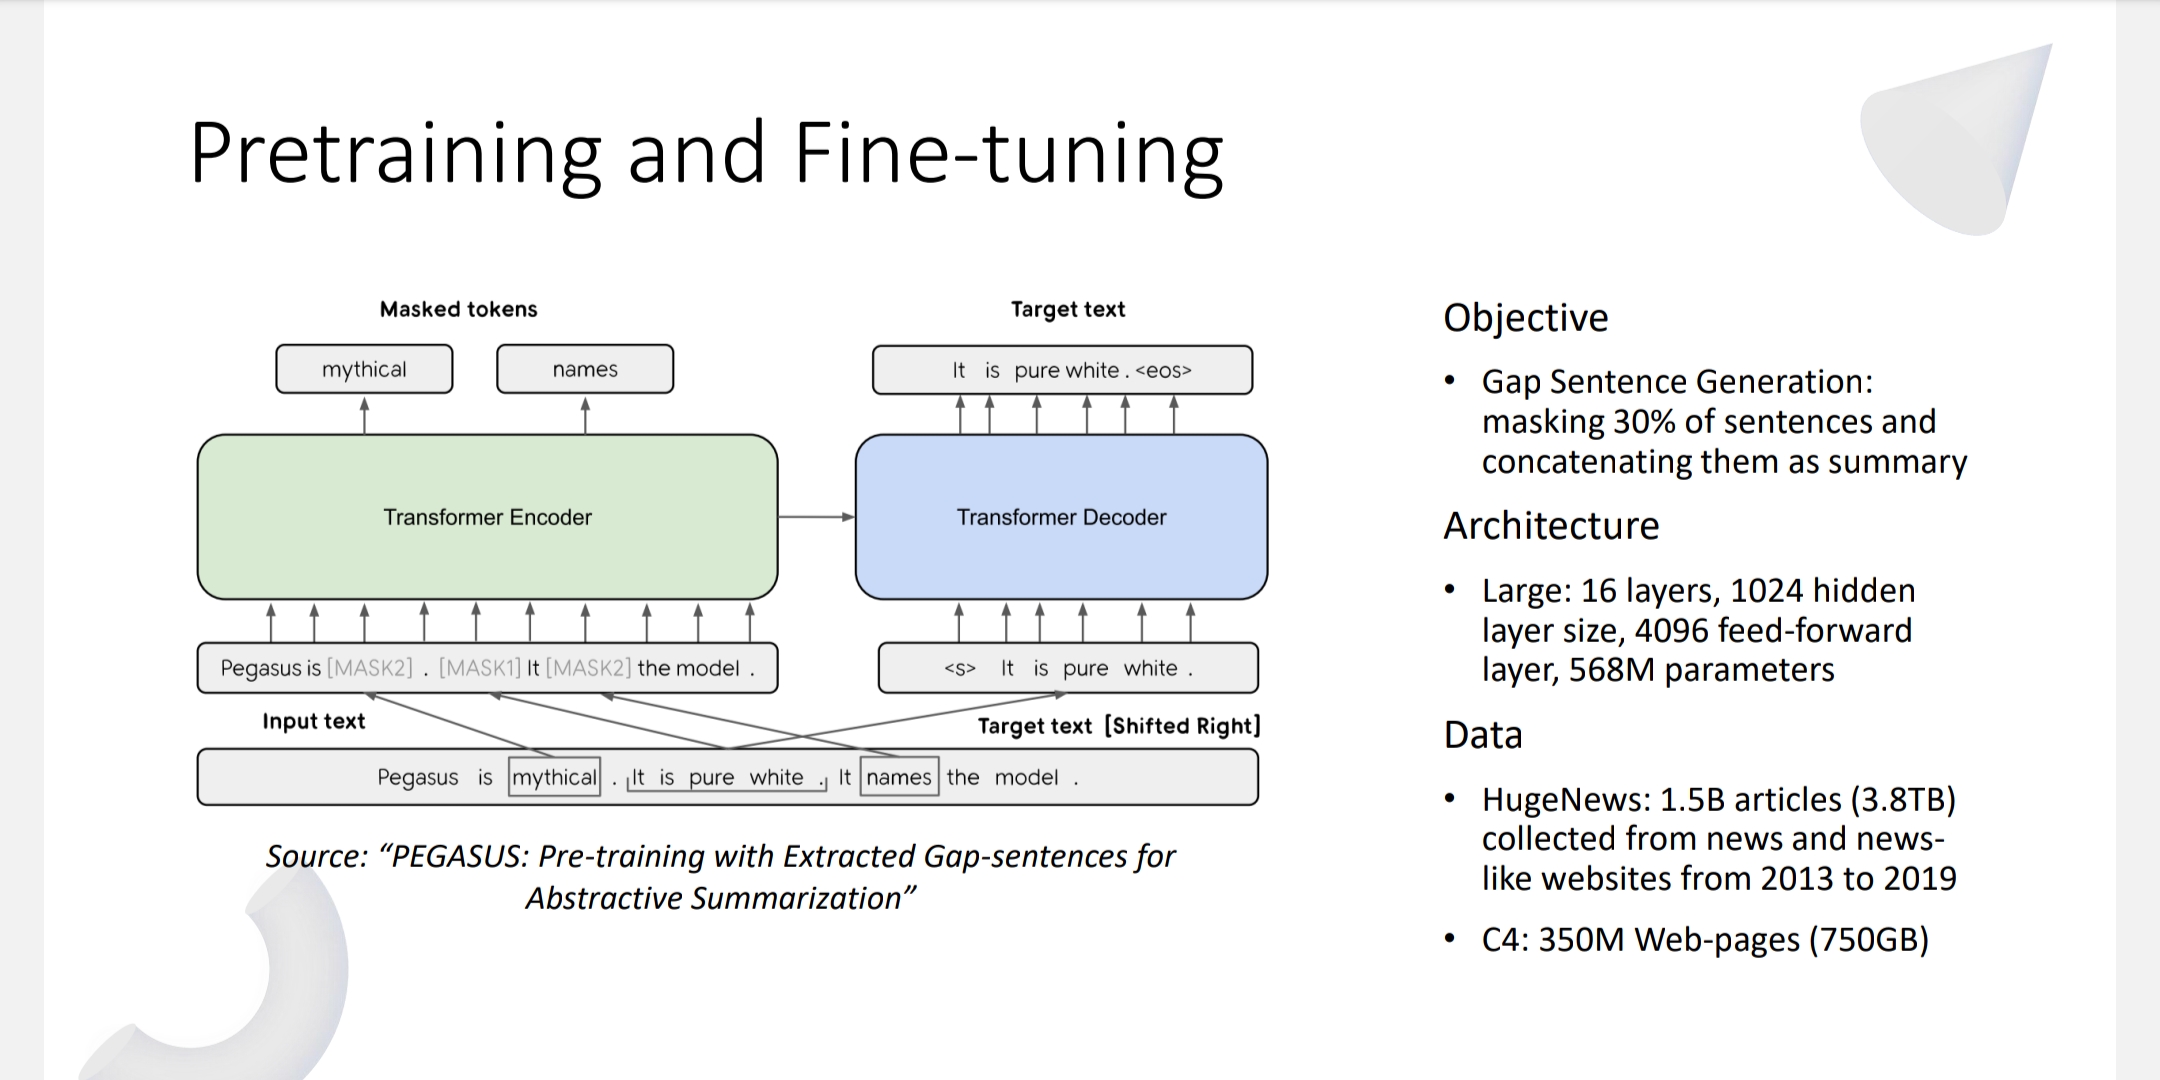 Pretraining and Fine-tuning
Masked tokens
mythical
names
Target text
It is pure white . <eos>
Transformer Encoder
Transformer Decoder
Pegasus is [MASK2] . [MASK1] It [MASK2] the model .
<s> It is pure white .
Input text
Target text [Shifted Right]
Pegasus is mythical . It is pure white . It names the model .
Source: “PEGASUS: Pre-training with Extracted Gap-sentences for
Abstractive Summarization”
Objective
• Gap Sentence Generation:
masking 30% of sentences and
concatenating them as summary
Architecture
• Large: 16 layers, 1024 hidden
layer size, 4096 feed-forward
layer, 568M parameters
Data
• HugeNews: 1.5B articles (3.8TB)
collected from news and news-
like websites from 2013 to 2019
• C4: 350M Web-pages (750GB)